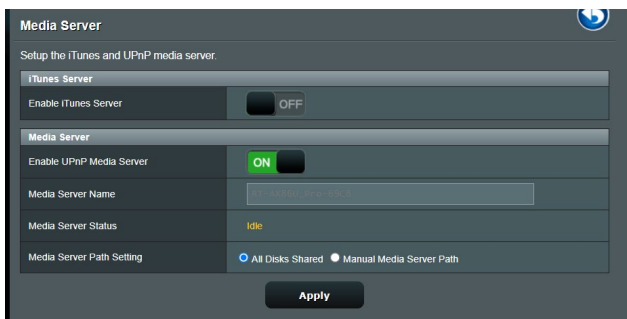 Media Server
Setup the iTunes and UPnP media server.
iTunes Server
Enable iTunes Server OFF
Media Server
Enable UPnP Media Server ON
Media Server Name
Media Server Status Idle
Media Server Path Setting All Disks Shared Manual Media Server Path
Apply